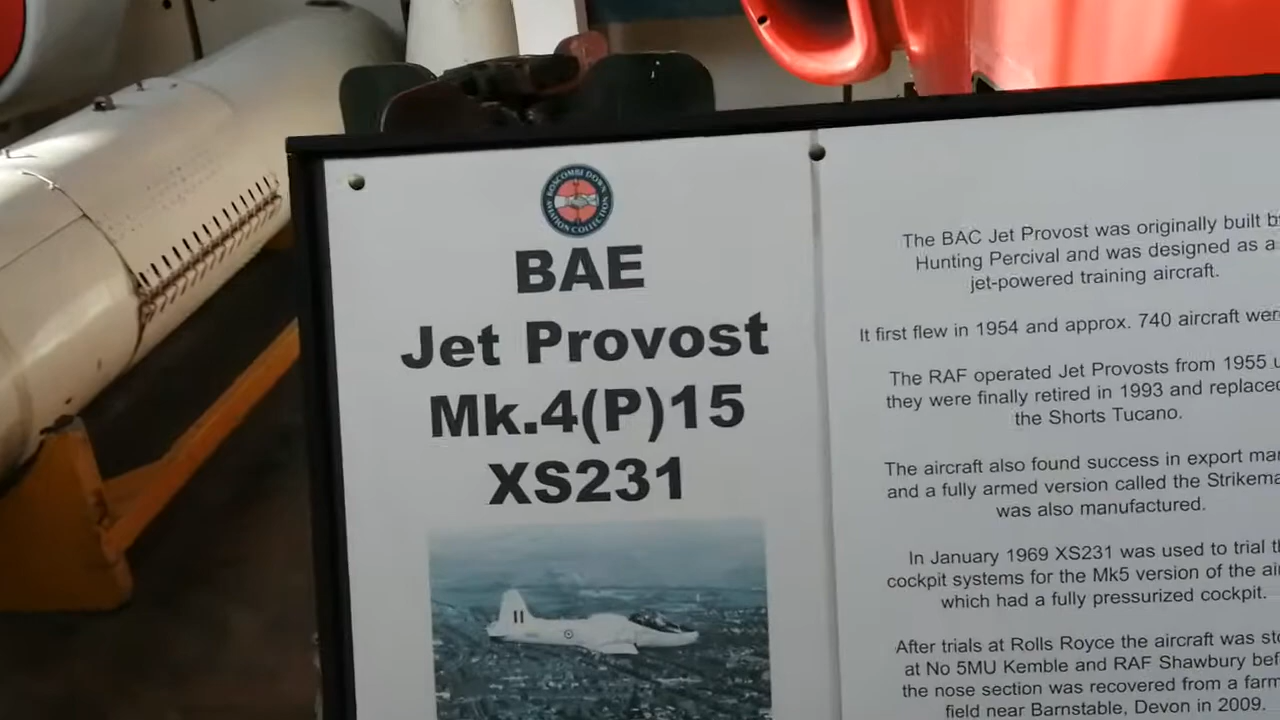 BOSCOMBE DOWN
AVIATION COLLECTION
BAE
Jet Provost
Mk.4(P)15
XS231
The BAC Jet Provost was originally built
Hunting Percival and was designed as a
jet-powered training aircraft.
It first flew in 1954 and approx. 740 aircraft were
The RAF operated Jet Provosts from 1955
they were finally retired in 1993 and replaced
the Shorts Tucano.
The aircraft also found success in export
and a fully armed version called the
was also manufactured.
In January 1969 XS231 was used to trial
cockpit systems for the Mk5 version of the
which had a fully pressurized cockpit.
After trials at Rolls Royce the aircraft was
at No 5MU Kemble and RAF Shawbury
the nose section was recovered from a farm
field near Barnstable, Devon in 2009.